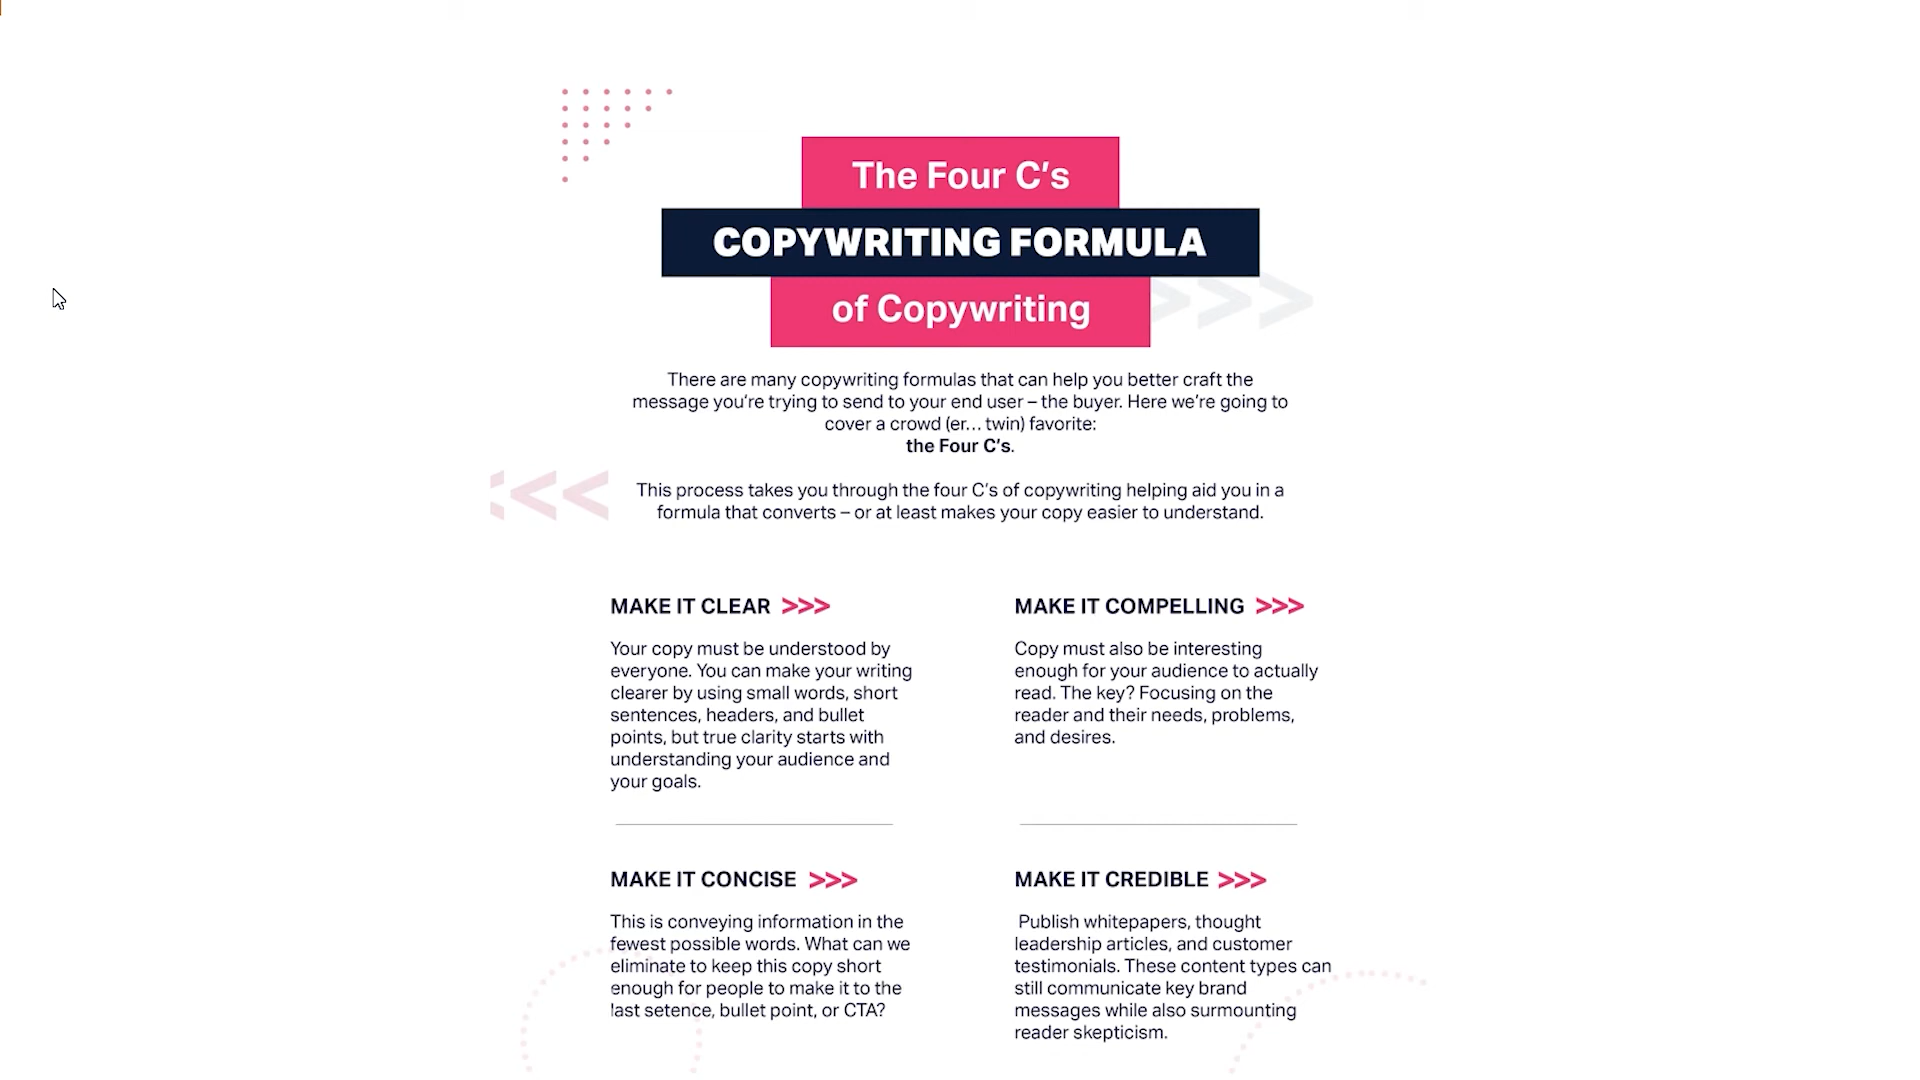 The Four C's
COPYWRITING FORMULA
of Copywriting
There are many copywriting formulas that can help you better craft the
message you're trying to send to your end user – the buyer. Here we're going to
cover a crowd (er... twin) favorite:
the Four C's.
This process takes you through the four C's of copywriting helping aid you in a
formula that converts – or at least makes your copy easier to understand.
MAKE IT CLEAR >>>
Your copy must be understood by
everyone. You can make your writing
clearer by using small words, short
sentences, headers, and bullet
points, but true clarity starts with
understanding your audience and
your goals.
MAKE IT COMPELLING >>>
Copy must also be interesting
enough for your audience to actually
read. The key? Focusing on the
reader and their needs, problems,
and desires.
MAKE IT CONCISE >>>
This is conveying information in the
fewest possible words. What can we
eliminate to keep this copy short
enough for people to make it to the
last setence, bullet point, or CTA?
MAKE IT CREDIBLE >>>
Publish whitepapers, thought
leadership articles, and customer
testimonials. These content types can
still communicate key brand
messages while also surmounting
reader skepticism.